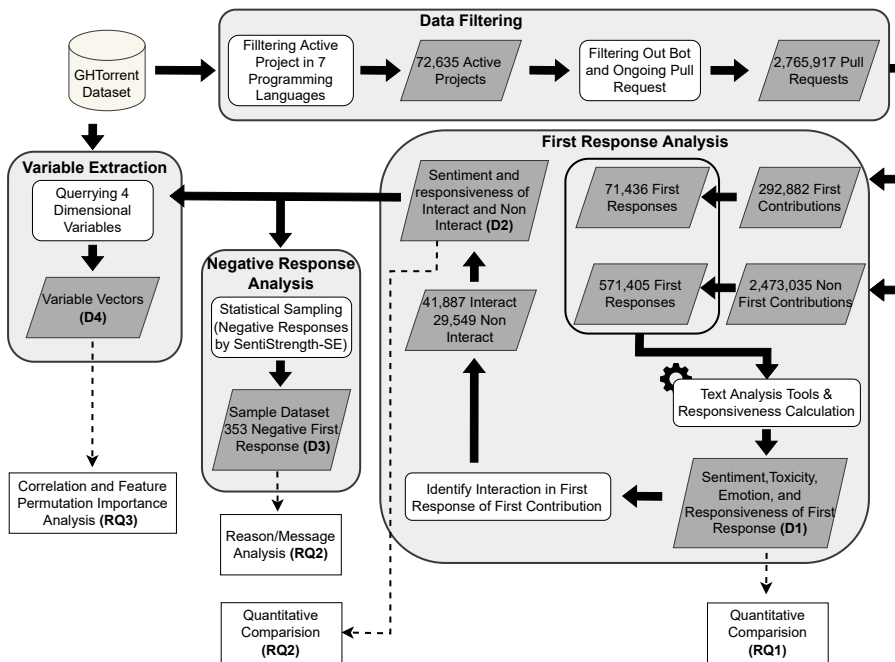 Data Filtering
GHTorrent
Dataset
Filltering Active
Project in 7
Programming
Languages
72,635 Active
Projects
Filtering Out Bot
and Ongoing Pull
Request
2,765,917 Pull
Requests
Variable Extraction
Querrying 4
Dimensional
Variables
Variable Vectors
(D4)
Correlation and Feature
Permutation Importance
Analysis (RQ3)
Negative Response
Analysis
Statistical Sampling
(Negative Responses
by SentiStrength-SE)
Sample Dataset
353 Negative First
Response (D3)
Reason/Message
Analysis (RQ2)
Quantitative
Comparision
(RQ2)
First Response Analysis
Sentiment and
responsiveness of
Interact and Non
Interact (D2)
71,436 First
Responses
292,882 First
Contributions
41,887 Interact
29,549 Non
Interact
571,405 First
Responses
2,473,035 Non
First Contributions
Text Analysis Tools &
Responsiveness Calculation
Identify Interaction in First
Response of First Contribution
Sentiment,Toxicity,
Emotion, and
Responsiveness of First
Response (D1)
Quantitative
Comparision
(RQ1)